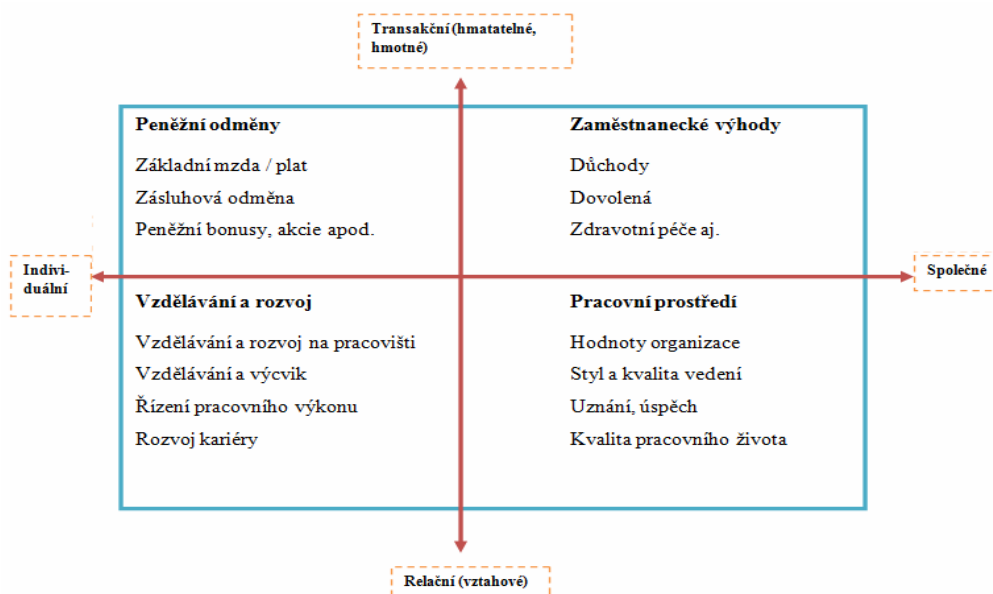 Transakční (hmatatelné,
hmotné)
Peněžní odměny
Základní mzda / plat
Zásluhová odměna
Peněžní bonusy, akcie apod.
Zaměstnanecké výhody
Důchody
Dovolená
Zdravotní péče aj.
Indivi-
duální
Společné
Vzdělávání a rozvoj
Vzdělávání a rozvoj na pracovišti
Vzdělávání a výcvik
Řízení pracovního výkonu
Rozvoj kariéry
Pracovní prostředí
Hodnoty organizace
Styl a kvalita vedení
Uznání, úspěch
Kvalita pracovního života
Relační (vztahové)